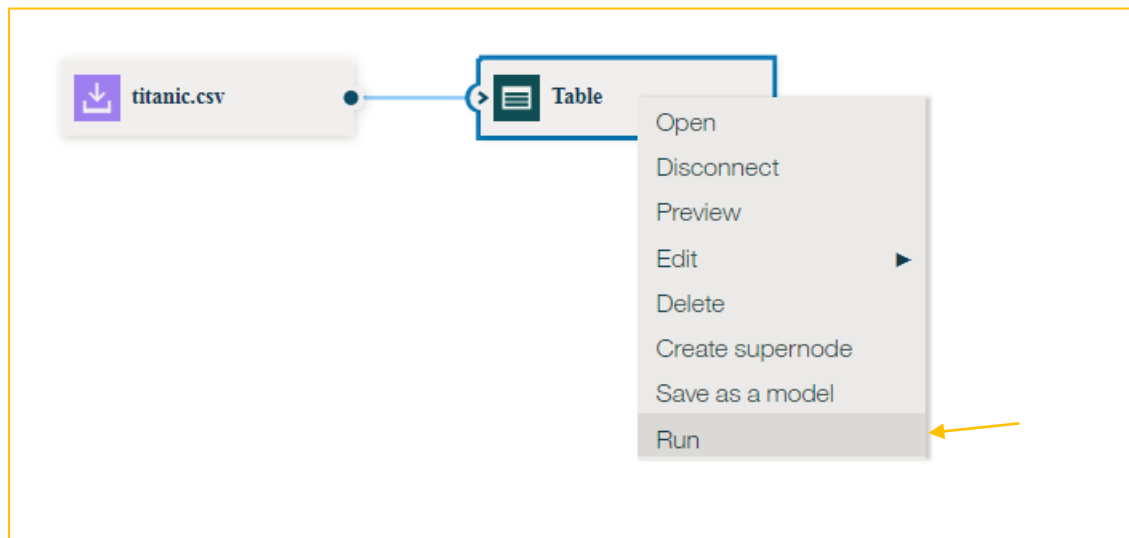 titanic.csv
Table
Open
Disconnect
Preview
Edit
Delete
Create supernode
Save as a model
Run